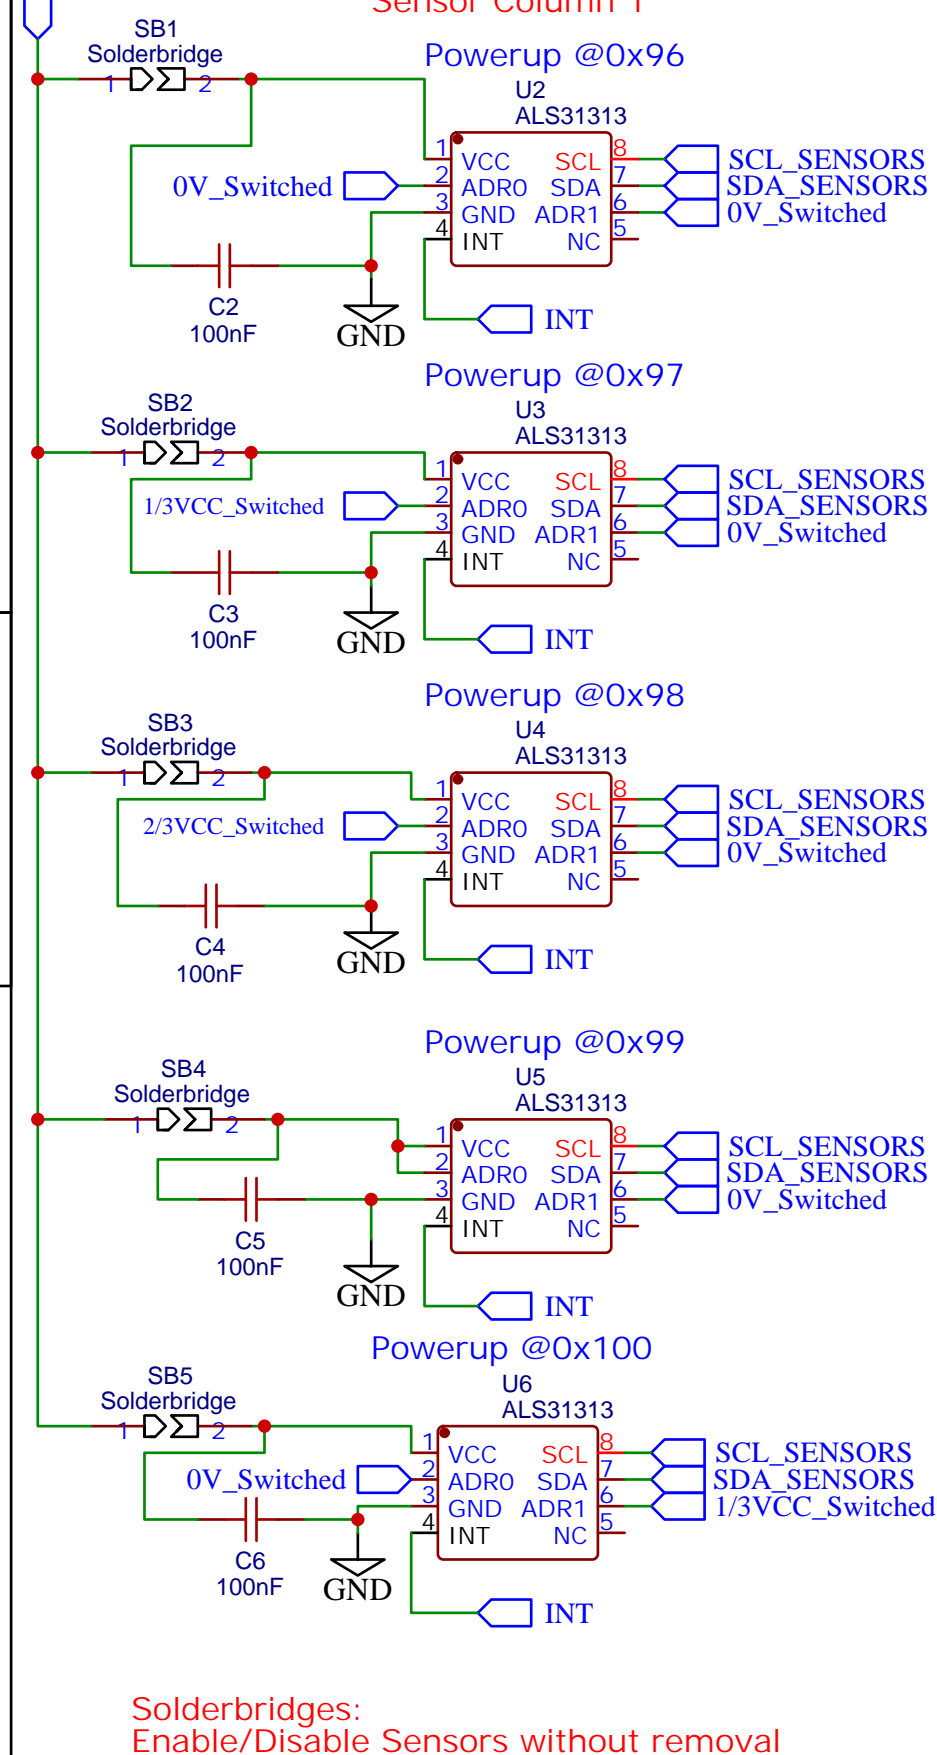 Sensor Column 1
SB1
Solderbridge
1 2
Powerup @0x96
U2
ALS31313
1 VCC SCL 8 SCL_SENSORS
0V_Switched 2 ADR0 SDA 7 SDA_SENSORS
3 GND ADR1 6 0V_Switched
4 INT NC 5
C2
100nF
GND
INT
Powerup @0x97
SB2
Solderbridge
1 2
U3
ALS31313
1 VCC SCL 8 SCL_SENSORS
1/3VCC_Switched 2 ADR0 SDA 7 SDA_SENSORS
3 GND ADR1 6 0V_Switched
4 INT NC 5
C3
100nF
GND
INT
Powerup @0x98
SB3
Solderbridge
1 2
U4
ALS31313
1 VCC SCL 8 SCL_SENSORS
2/3VCC_Switched 2 ADR0 SDA 7 SDA_SENSORS
3 GND ADR1 6 0V_Switched
4 INT NC 5
C4
100nF
GND
INT
Powerup @0x99
SB4
Solderbridge
1 2
U5
ALS31313
1 VCC SCL 8 SCL_SENSORS
2 ADR0 SDA 7 SDA_SENSORS
3 GND ADR1 6 0V_Switched
4 INT NC 5
C5
100nF
GND
INT
Powerup @0x100
SB5
Solderbridge
1 2
U6
ALS31313
1 VCC SCL 8 SCL_SENSORS
0V_Switched 2 ADR0 SDA 7 SDA_SENSORS
3 GND ADR1 6 1/3VCC_Switched
4 INT NC 5
C6
100nF
GND
INT
Solderbridges:
Enable/Disable Sensors without removal